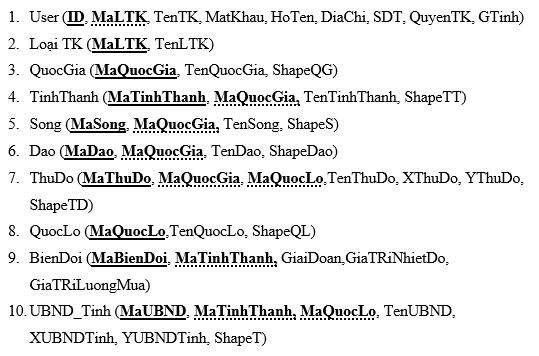 1. User (ID, MaLTK, TenTK, MatKhau, HoTen, DiaChi, SDT, QuyenTK, GTinh)
2. Loại TK (MaLTK, TenLTK)
3. QuocGia (MaQuocGia, TenQuocGia, ShapeQG)
4. TinhThanh (MaTinhThanh, MaQuocGia, TenTinhThanh, ShapeTT)
5. Song (MaSong, MaQuocGia, TenSong, ShapeS)
6. Dao (MaDao, MaQuocGia, TenDao, ShapeDao)
7. ThuDo (MaThuDo, MaQuocGia, MaQuocLo,TenThuDo, XThuDo, YThuDo,
ShapeTD)
8. QuocLo (MaQuocLo,TenQuocLo, ShapeQL)
9. BienDoi (MaBienDoi, MaTinhThanh, GiaiDoan,GiaTRiNhietDo,
GiaTRiLuongMua)
10. UBND_Tinh (MaUBND, MaTinhThanh, MaQuocLo, TenUBND,
XUBNDTinh, YUBNDTinh, ShapeT)